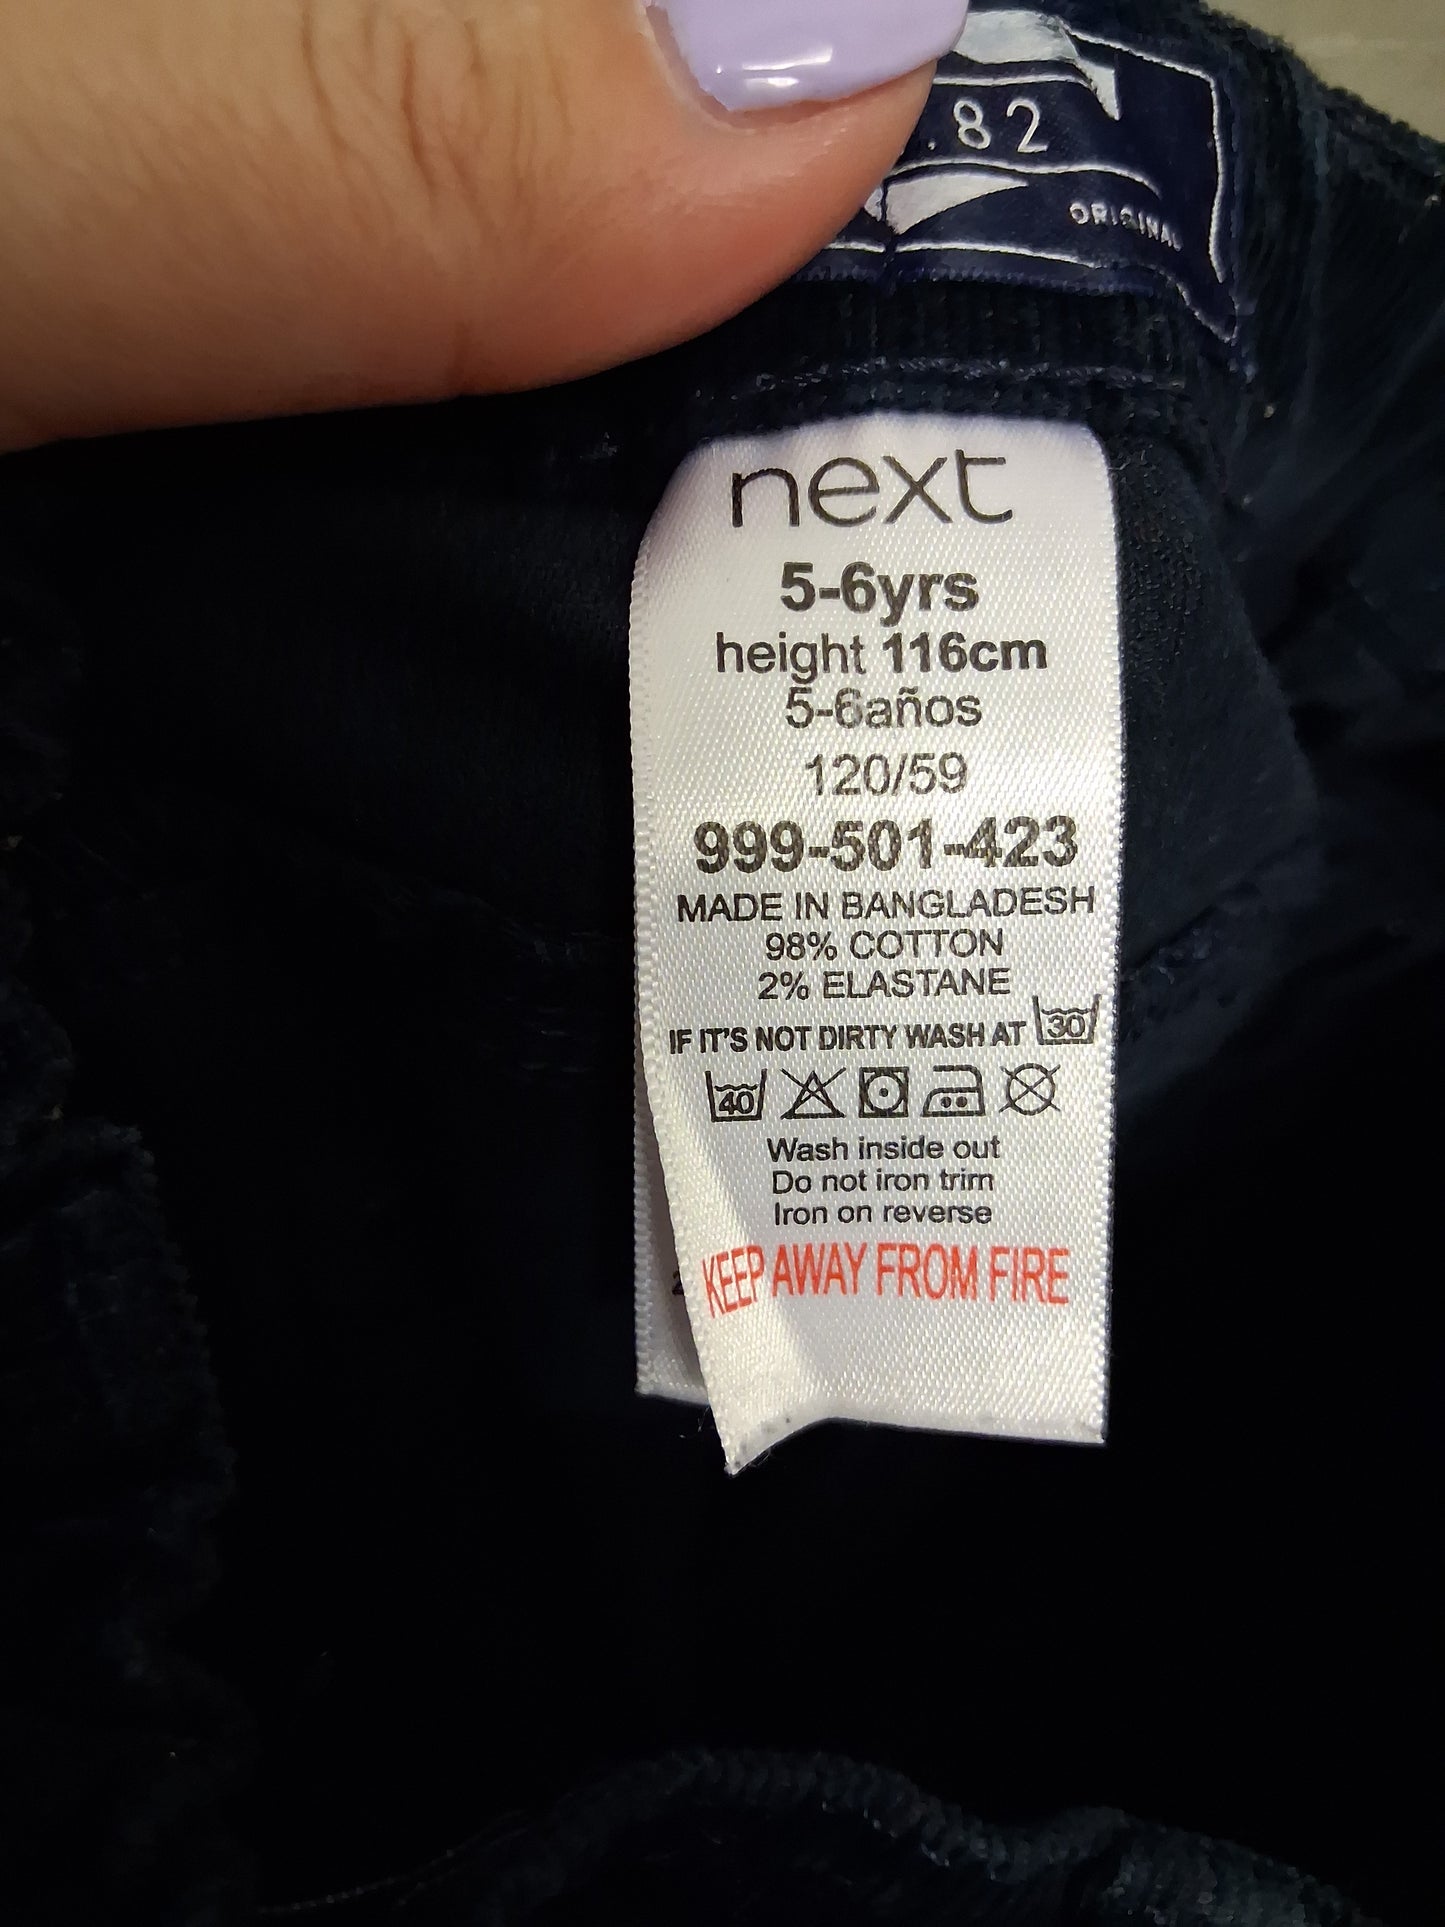 .82
ORIGINAL
next
5-6yrs
height 116cm
5-6años
120/59
999-501-423
MADE IN BANGLADESH
98% COTTON
2% ELASTANE
IF IT'S NOT DIRTY WASH AT 30
40
Wash inside out
Do not iron trim
Iron on reverse
KEEP AWAY FROM FIRE